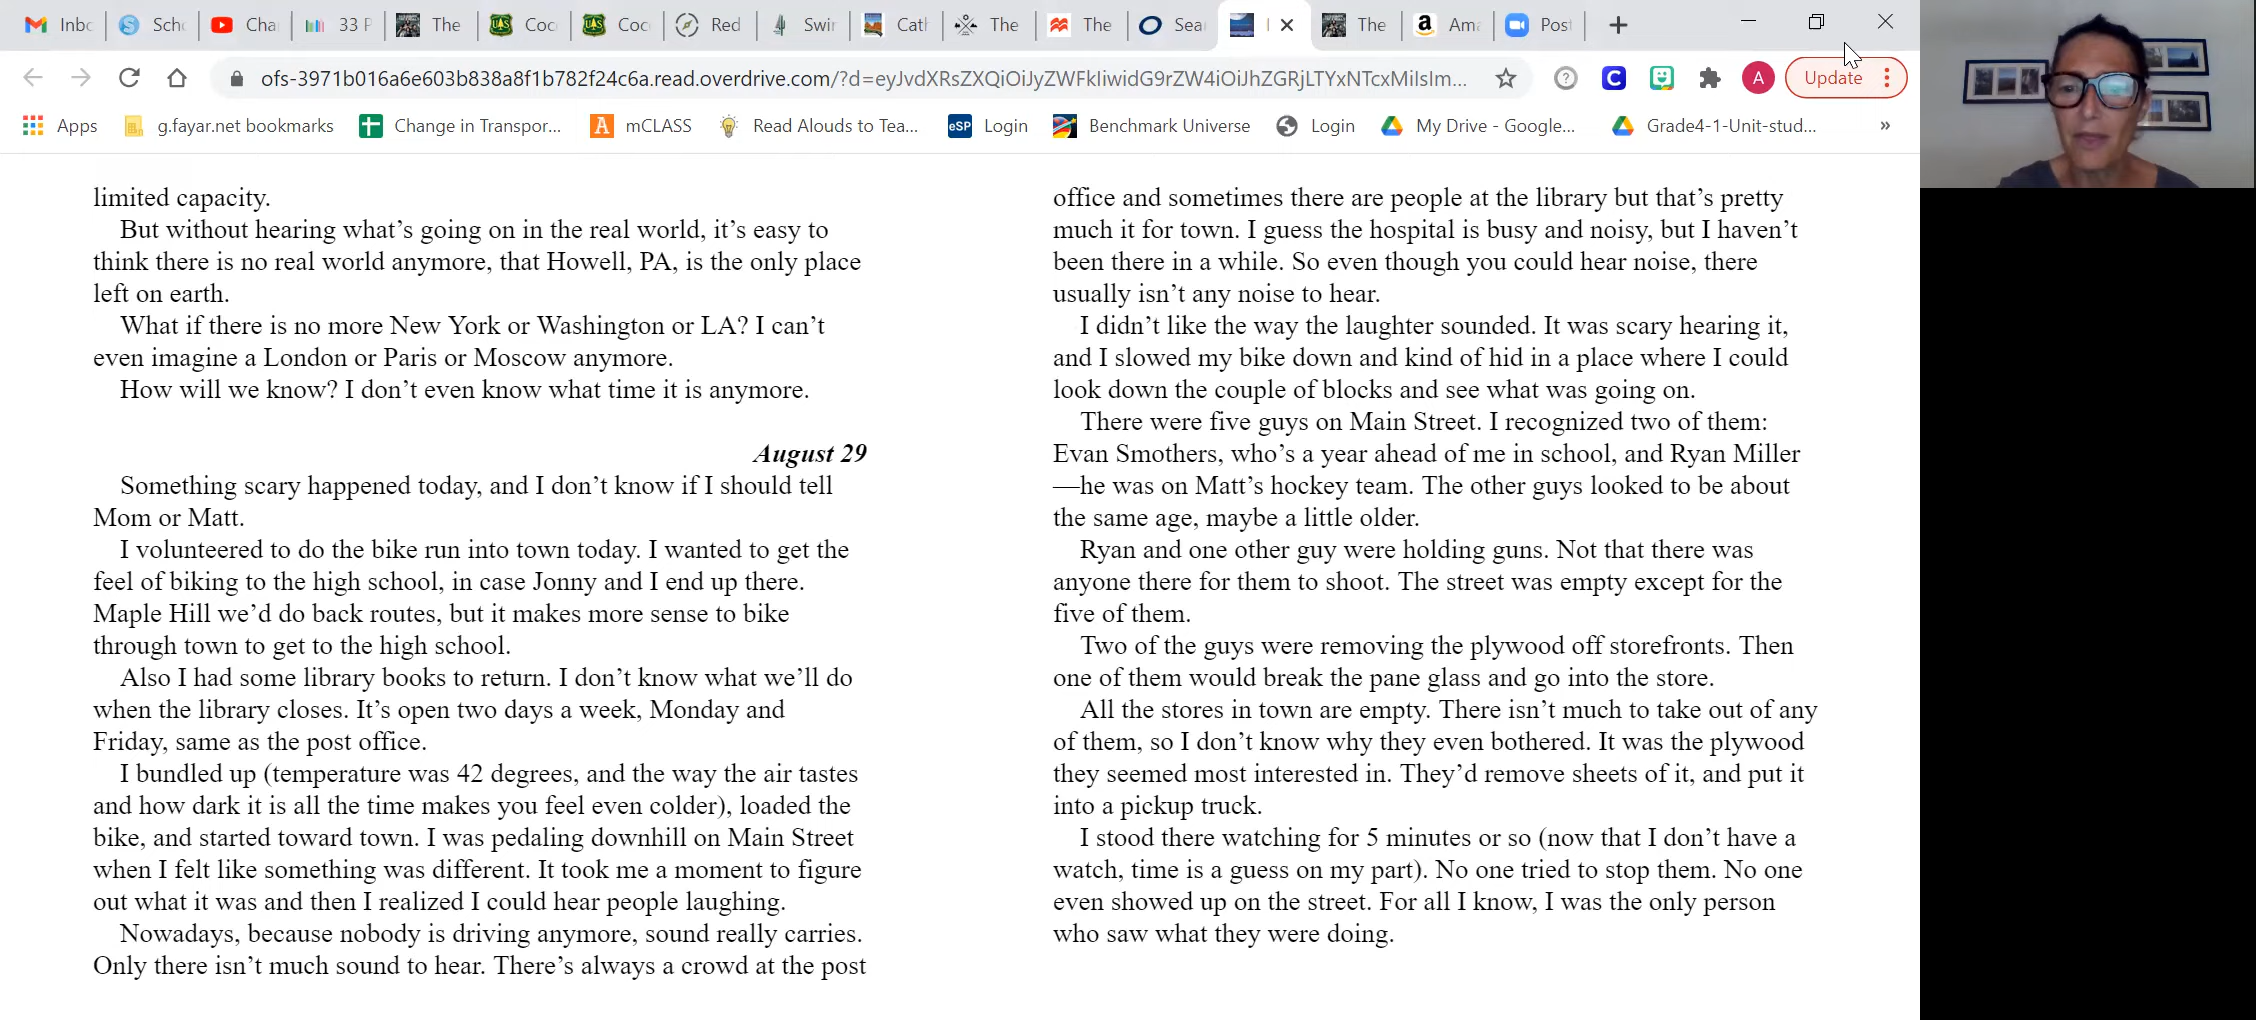 Inb
Sch
Cha
33 P
The
Coc
Coc
Red
Swir
Cath
The
The
Sea
The
Ama
Post
ofs-3971b016a6e603b838a8f1b782f24c6a.read.overdrive.com/?d=eyJvdXRsZXQiOiJyZWFkIiwidG9rZW4iOiJhZGRjLTYxNTcxMiIsIm...
A
Update
Apps
g.fayar.net bookmarks
Change in Transpor...
mCLASS
Read Alouds to Tea...
eSP
Login
Benchmark Universe
Login
My Drive - Google...
Grade4-1-Unit-stud...
»
limited capacity.
But without hearing what’s going on in the real world, it’s easy to
think there is no real world anymore, that Howell, PA, is the only place
left on earth.
What if there is no more New York or Washington or LA? I can’t
even imagine a London or Paris or Moscow anymore.
How will we know? I don’t even know what time it is anymore.
August 29
Something scary happened today, and I don’t know if I should tell
Mom or Matt.
I volunteered to do the bike run into town today. I wanted to get the
feel of biking to the high school, in case Jonny and I end up there.
Maple Hill we’d do back routes, but it makes more sense to bike
through town to get to the high school.
Also I had some library books to return. I don’t know what we’ll do
when the library closes. It’s open two days a week, Monday and
Friday, same as the post office.
I bundled up (temperature was 42 degrees, and the way the air tastes
and how dark it is all the time makes you feel even colder), loaded the
bike, and started toward town. I was pedaling downhill on Main Street
when I felt like something was different. It took me a moment to figure
out what it was and then I realized I could hear people laughing.
Nowadays, because nobody is driving anymore, sound really carries.
Only there isn’t much sound to hear. There’s always a crowd at the post
office and sometimes there are people at the library but that’s pretty
much it for town. I guess the hospital is busy and noisy, but I haven’t
been there in a while. So even though you could hear noise, there
usually isn’t any noise to hear.
I didn’t like the way the laughter sounded. It was scary hearing it,
and I slowed my bike down and kind of hid in a place where I could
look down the couple of blocks and see what was going on.
There were five guys on Main Street. I recognized two of them:
Evan Smothers, who’s a year ahead of me in school, and Ryan Miller
—he was on Matt’s hockey team. The other guys looked to be about
the same age, maybe a little older.
Ryan and one other guy were holding guns. Not that there was
anyone there for them to shoot. The street was empty except for the
five of them.
Two of the guys were removing the plywood off storefronts. Then
one of them would break the pane glass and go into the store.
All the stores in town are empty. There isn’t much to take out of any
of them, so I don’t know why they even bothered. It was the plywood
they seemed most interested in. They’d remove sheets of it, and put it
into a pickup truck.
I stood there watching for 5 minutes or so (now that I don’t have a
watch, time is a guess on my part). No one tried to stop them. No one
even showed up on the street. For all I know, I was the only person
who saw what they were doing.